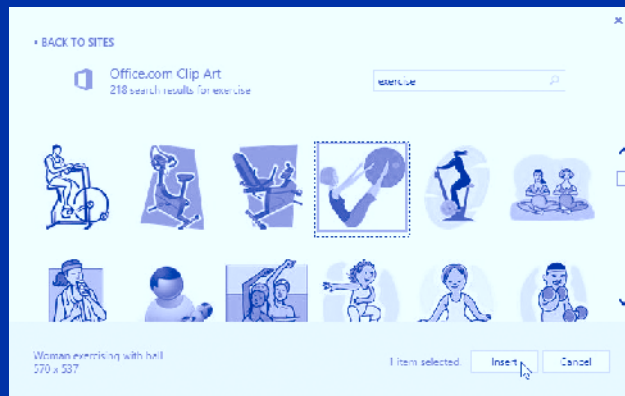 BACK TO SITES
Office.com Clip Art
218 search results for exercise
exercise
Woman exercising with ball
570 x 537
1 item selected
Insert
Cancel